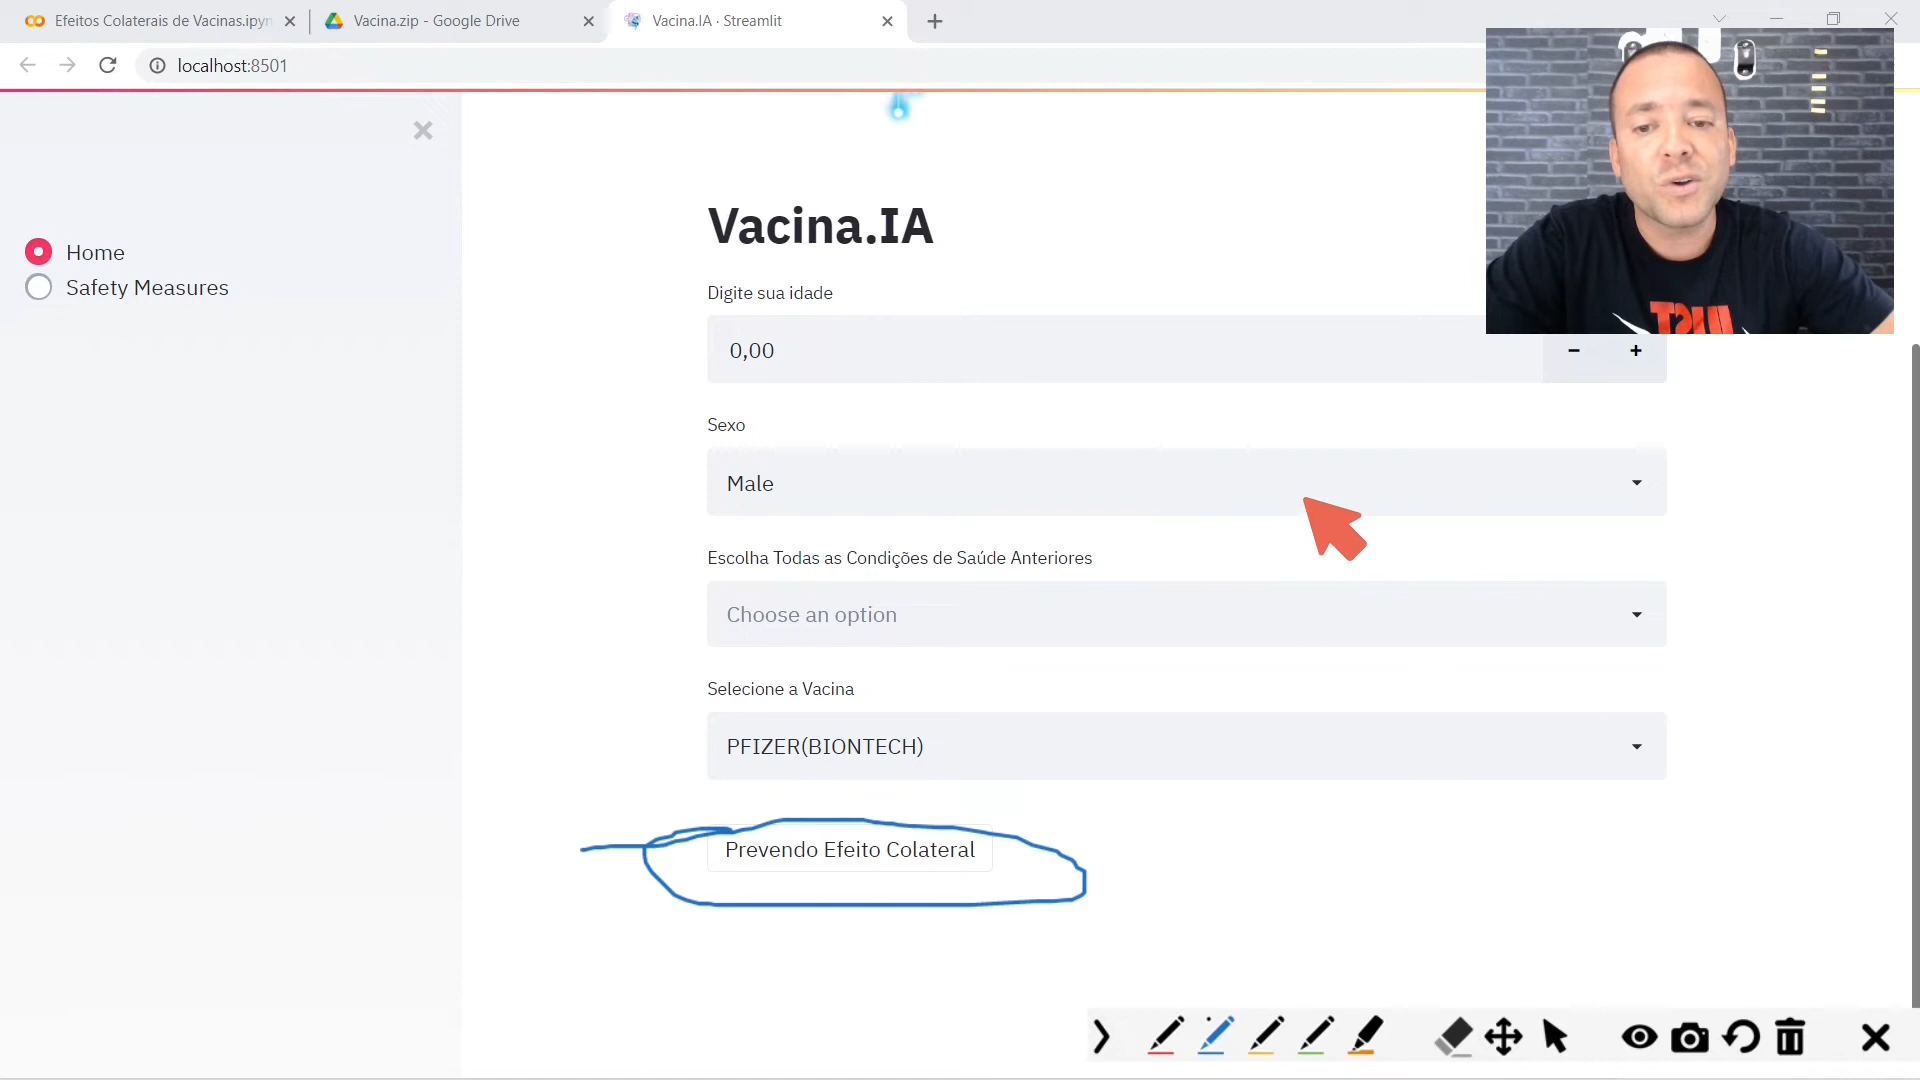 Efeitos Colaterais de Vacinas.ipyn
Vacina.zip - Google Drive
Vacina.IA · Streamlit
localhost:8501
Home
Safety Measures
Vacina.IA
Digite sua idade
0,00
Sexo
Male
Escolha Todas as Condições de Saúde Anteriores
Choose an option
Selecione a Vacina
PFIZER(BIONTECH)
Prevendo Efeito Colateral